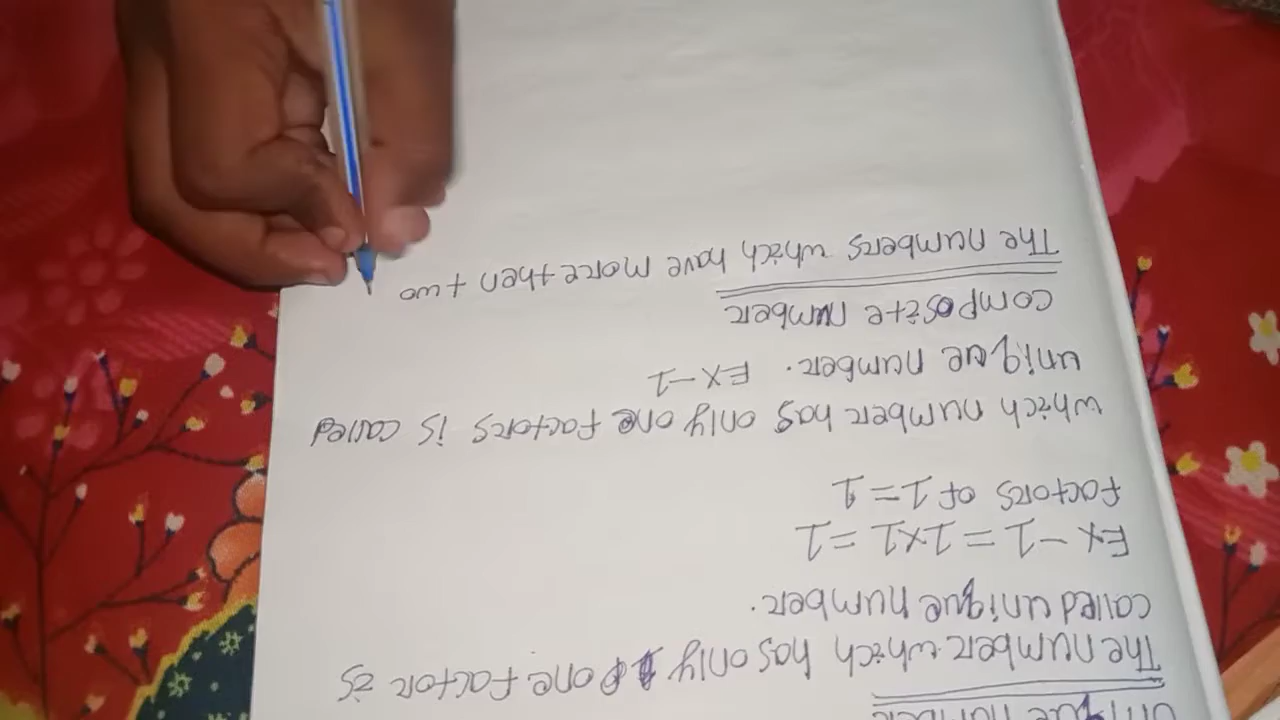 unique number
The number which has only one factor is
called unique number.
Ex - 1 = 1×1 = 1
Factors of 1 = 1
which number has only one factors is called
unique number. Ex - 1
composite number
The numbers which have more then two